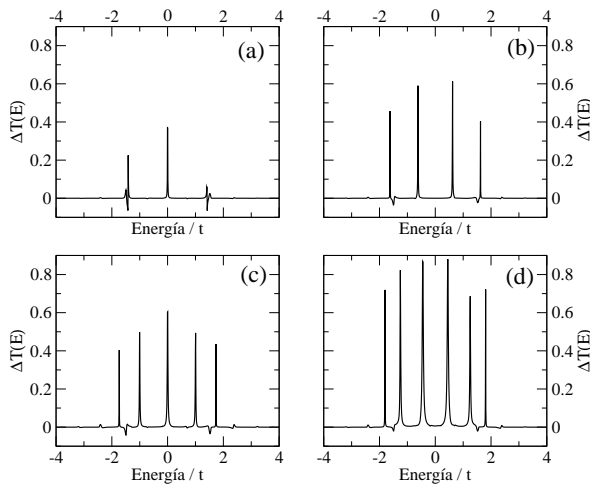 -4 -2 0 2 4 -4 -2 0 2 4
0.8 (a) (b) 0.8
0.6 0.6
ΔT(E) 0.4 0.4 ΔT(E)
0.2 0.2
0 0
Energía / t Energía / t
0.8 (c) (d) 0.8
0.6 0.6
ΔT(E) 0.4 0.4 ΔT(E)
0.2 0.2
0 0
-4 -2 0 2 4 -4 -2 0 2 4
Energía / t Energía / t